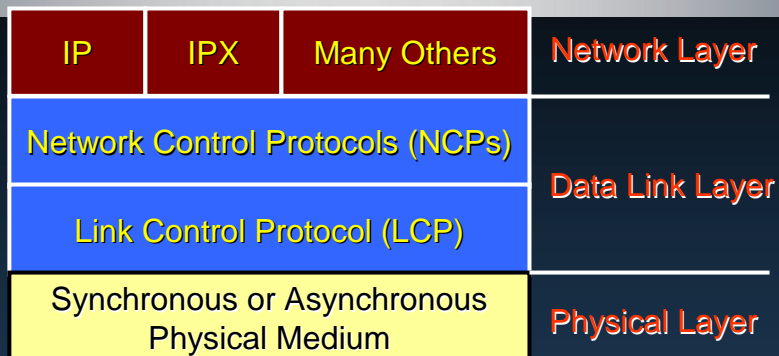 IP IPX Many Others Network Layer
Network Control Protocols (NCPs)
Data Link Layer
Link Control Protocol (LCP)
Synchronous or Asynchronous
Physical Medium
Physical Layer